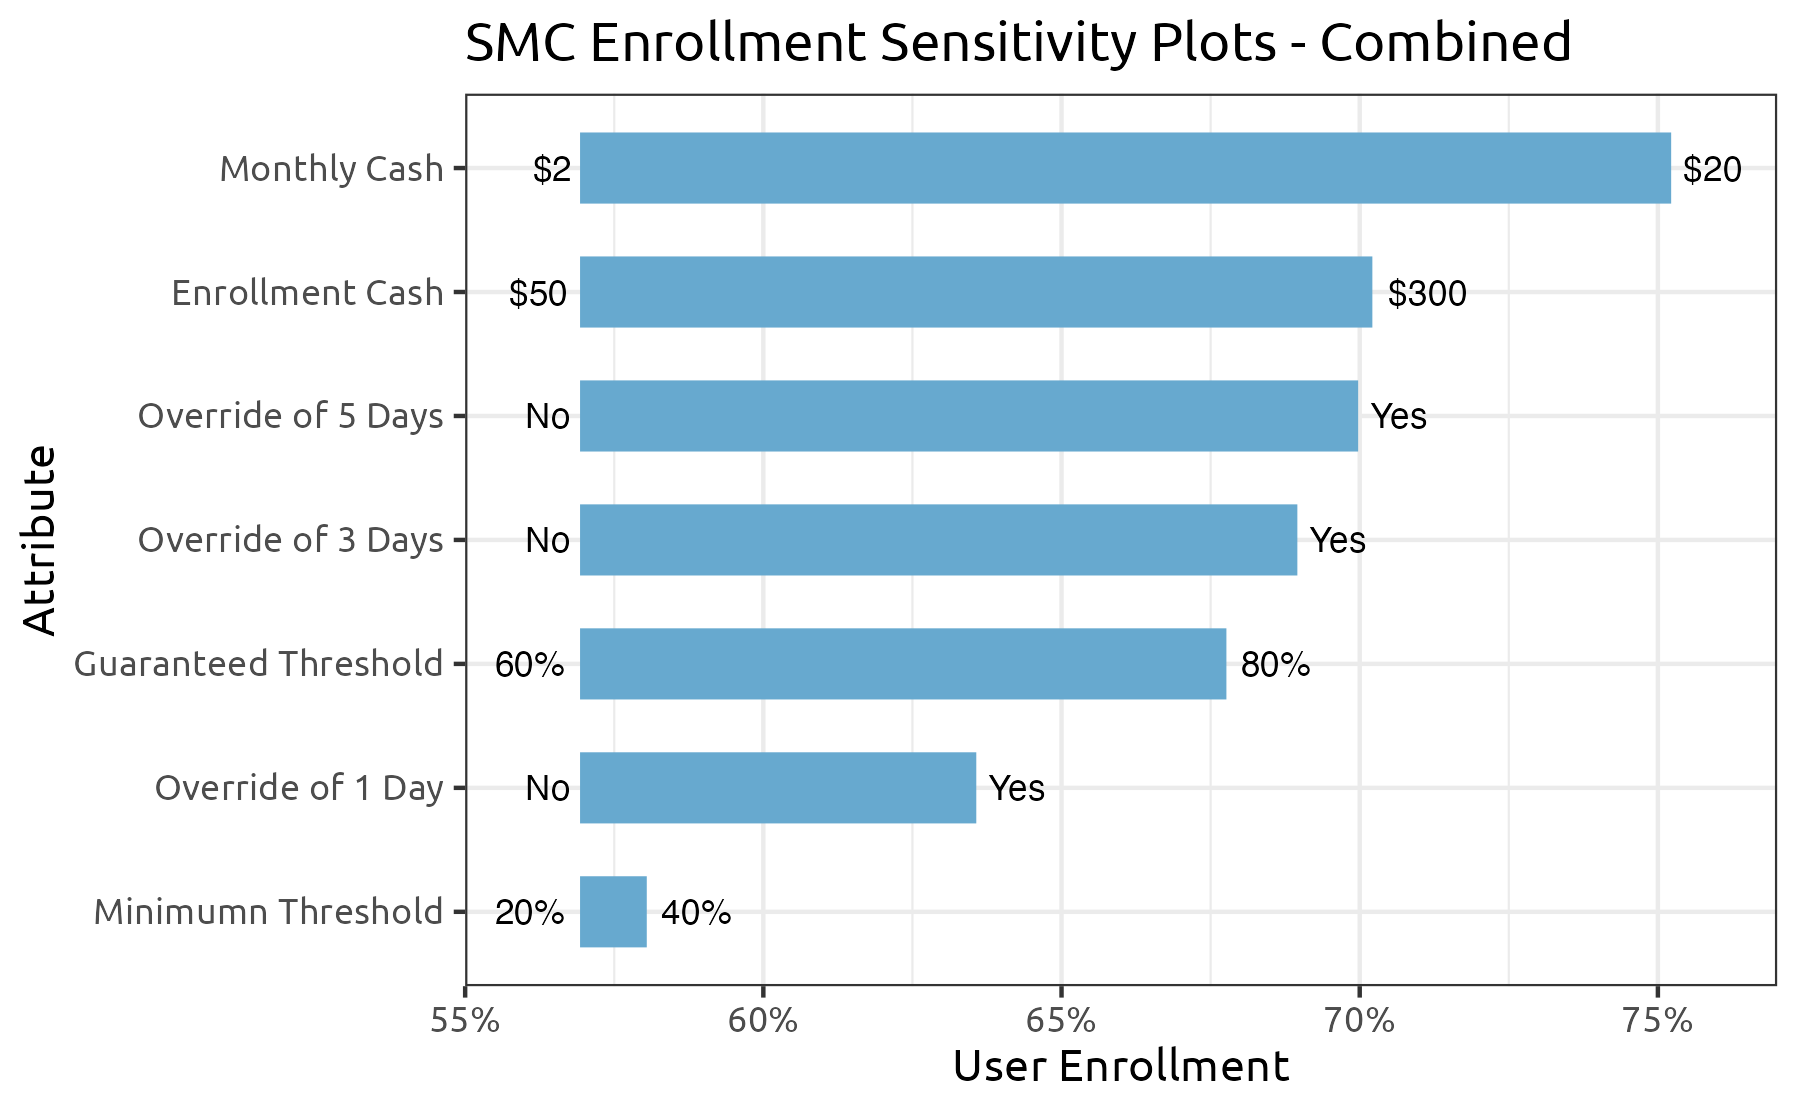 SMC Enrollment Sensitivity Plots - Combined
Attribute
Monthly Cash
$2
$20
Enrollment Cash
$50
$300
Override of 5 Days
No
Yes
Override of 3 Days
No
Yes
Guaranteed Threshold
60%
80%
Override of 1 Day
No
Yes
Minimumn Threshold
20%
40%
55%
60%
65%
70%
75%
User Enrollment